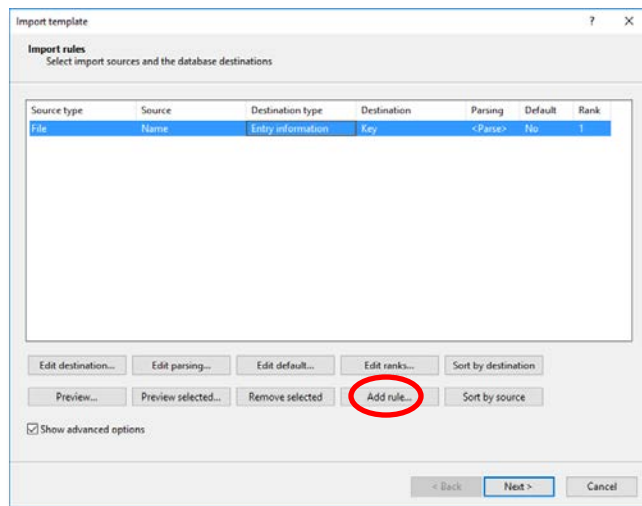 Import template ? X
Import rules
Select import sources and the database destinations
Source type Source Destination type Destination Parsing Default Rank
File Name Entry information Key <Parse> No 1
Edit destination... Edit parsing... Edit default... Edit ranks... Sort by destination
Preview... Preview selected... Remove selected Add rule... Sort by source
Show advanced options
< Back Next > Cancel